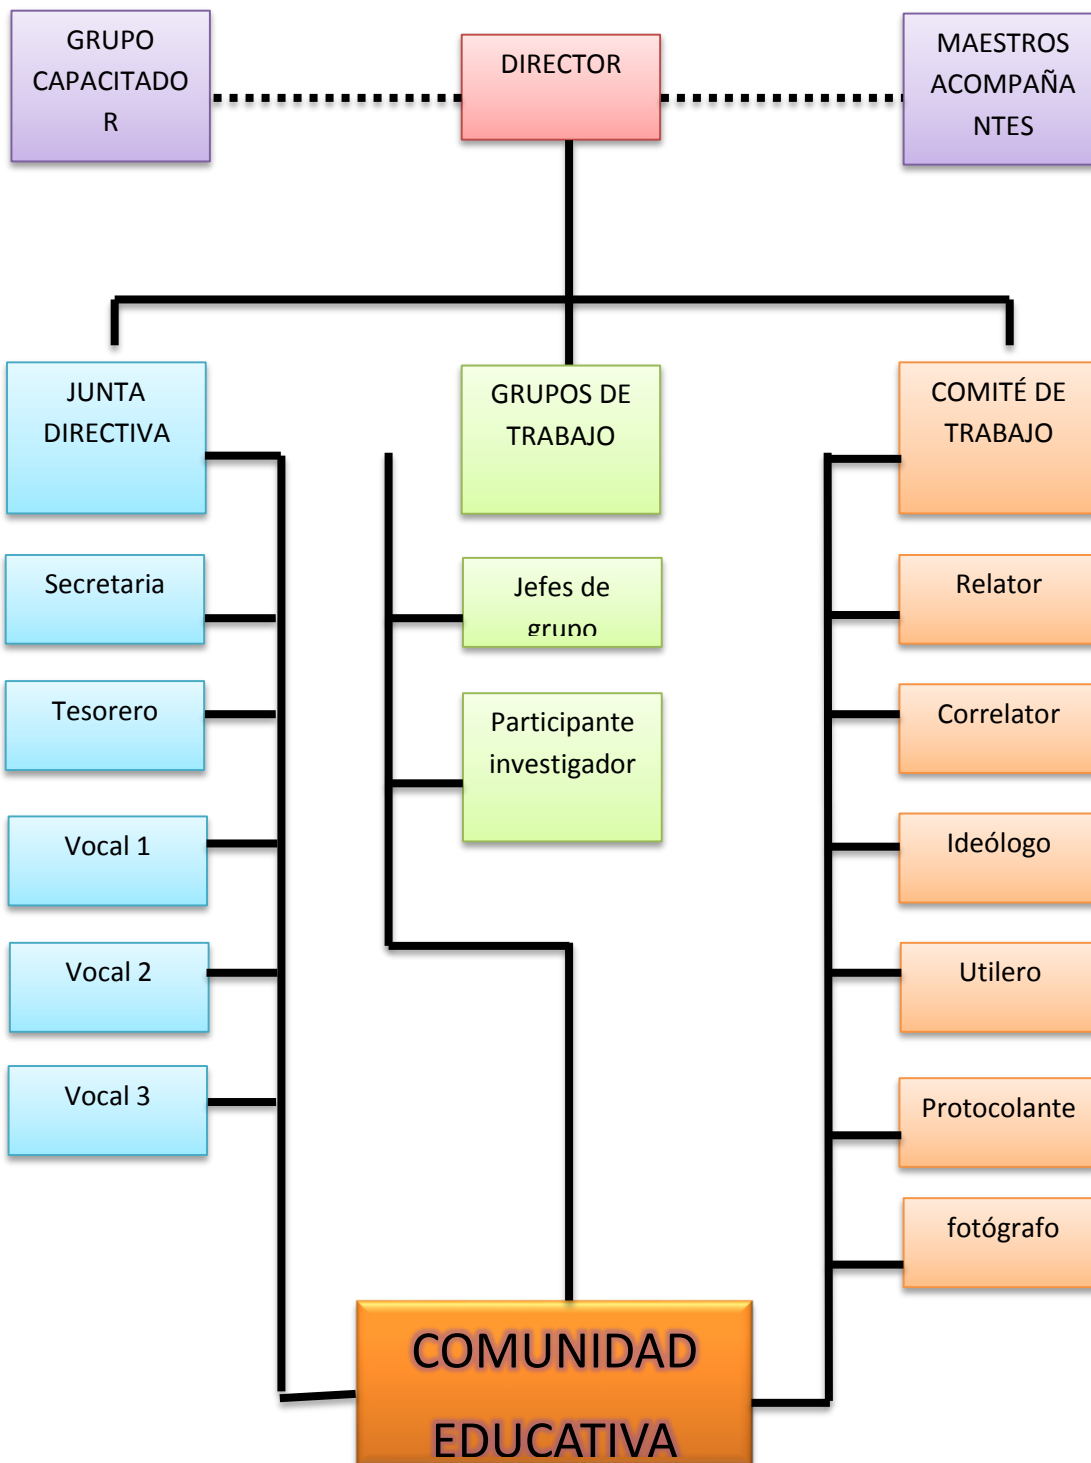 GRUPO
CAPACITADO
R
DIRECTOR
MAESTROS
ACOMPAÑA
NTES
JUNTA
DIRECTIVA
GRUPOS DE
TRABAJO
COMITÉ DE
TRABAJO
Secretaria
Jefes de
grupo
Relator
Tesorero
Participante
investigador
Correlator
Vocal 1
Ideólogo
Vocal 2
Utilero
Vocal 3
Protocolante
fotógrafo
COMUNIDAD
EDUCATIVA